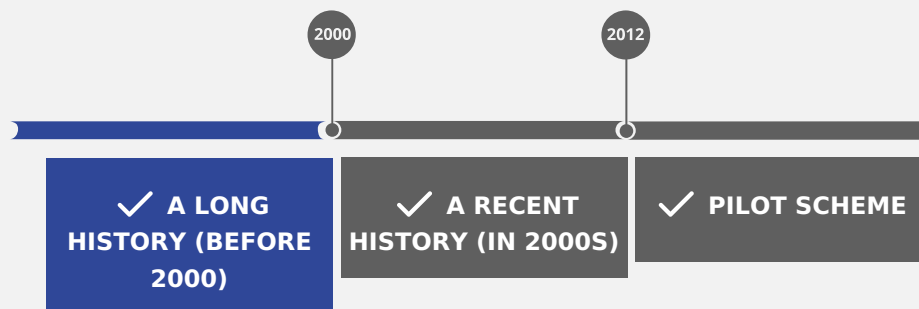 2000
2012
A LONG
HISTORY (BEFORE
2000)
A RECENT
HISTORY (IN 2000S)
PILOT SCHEME